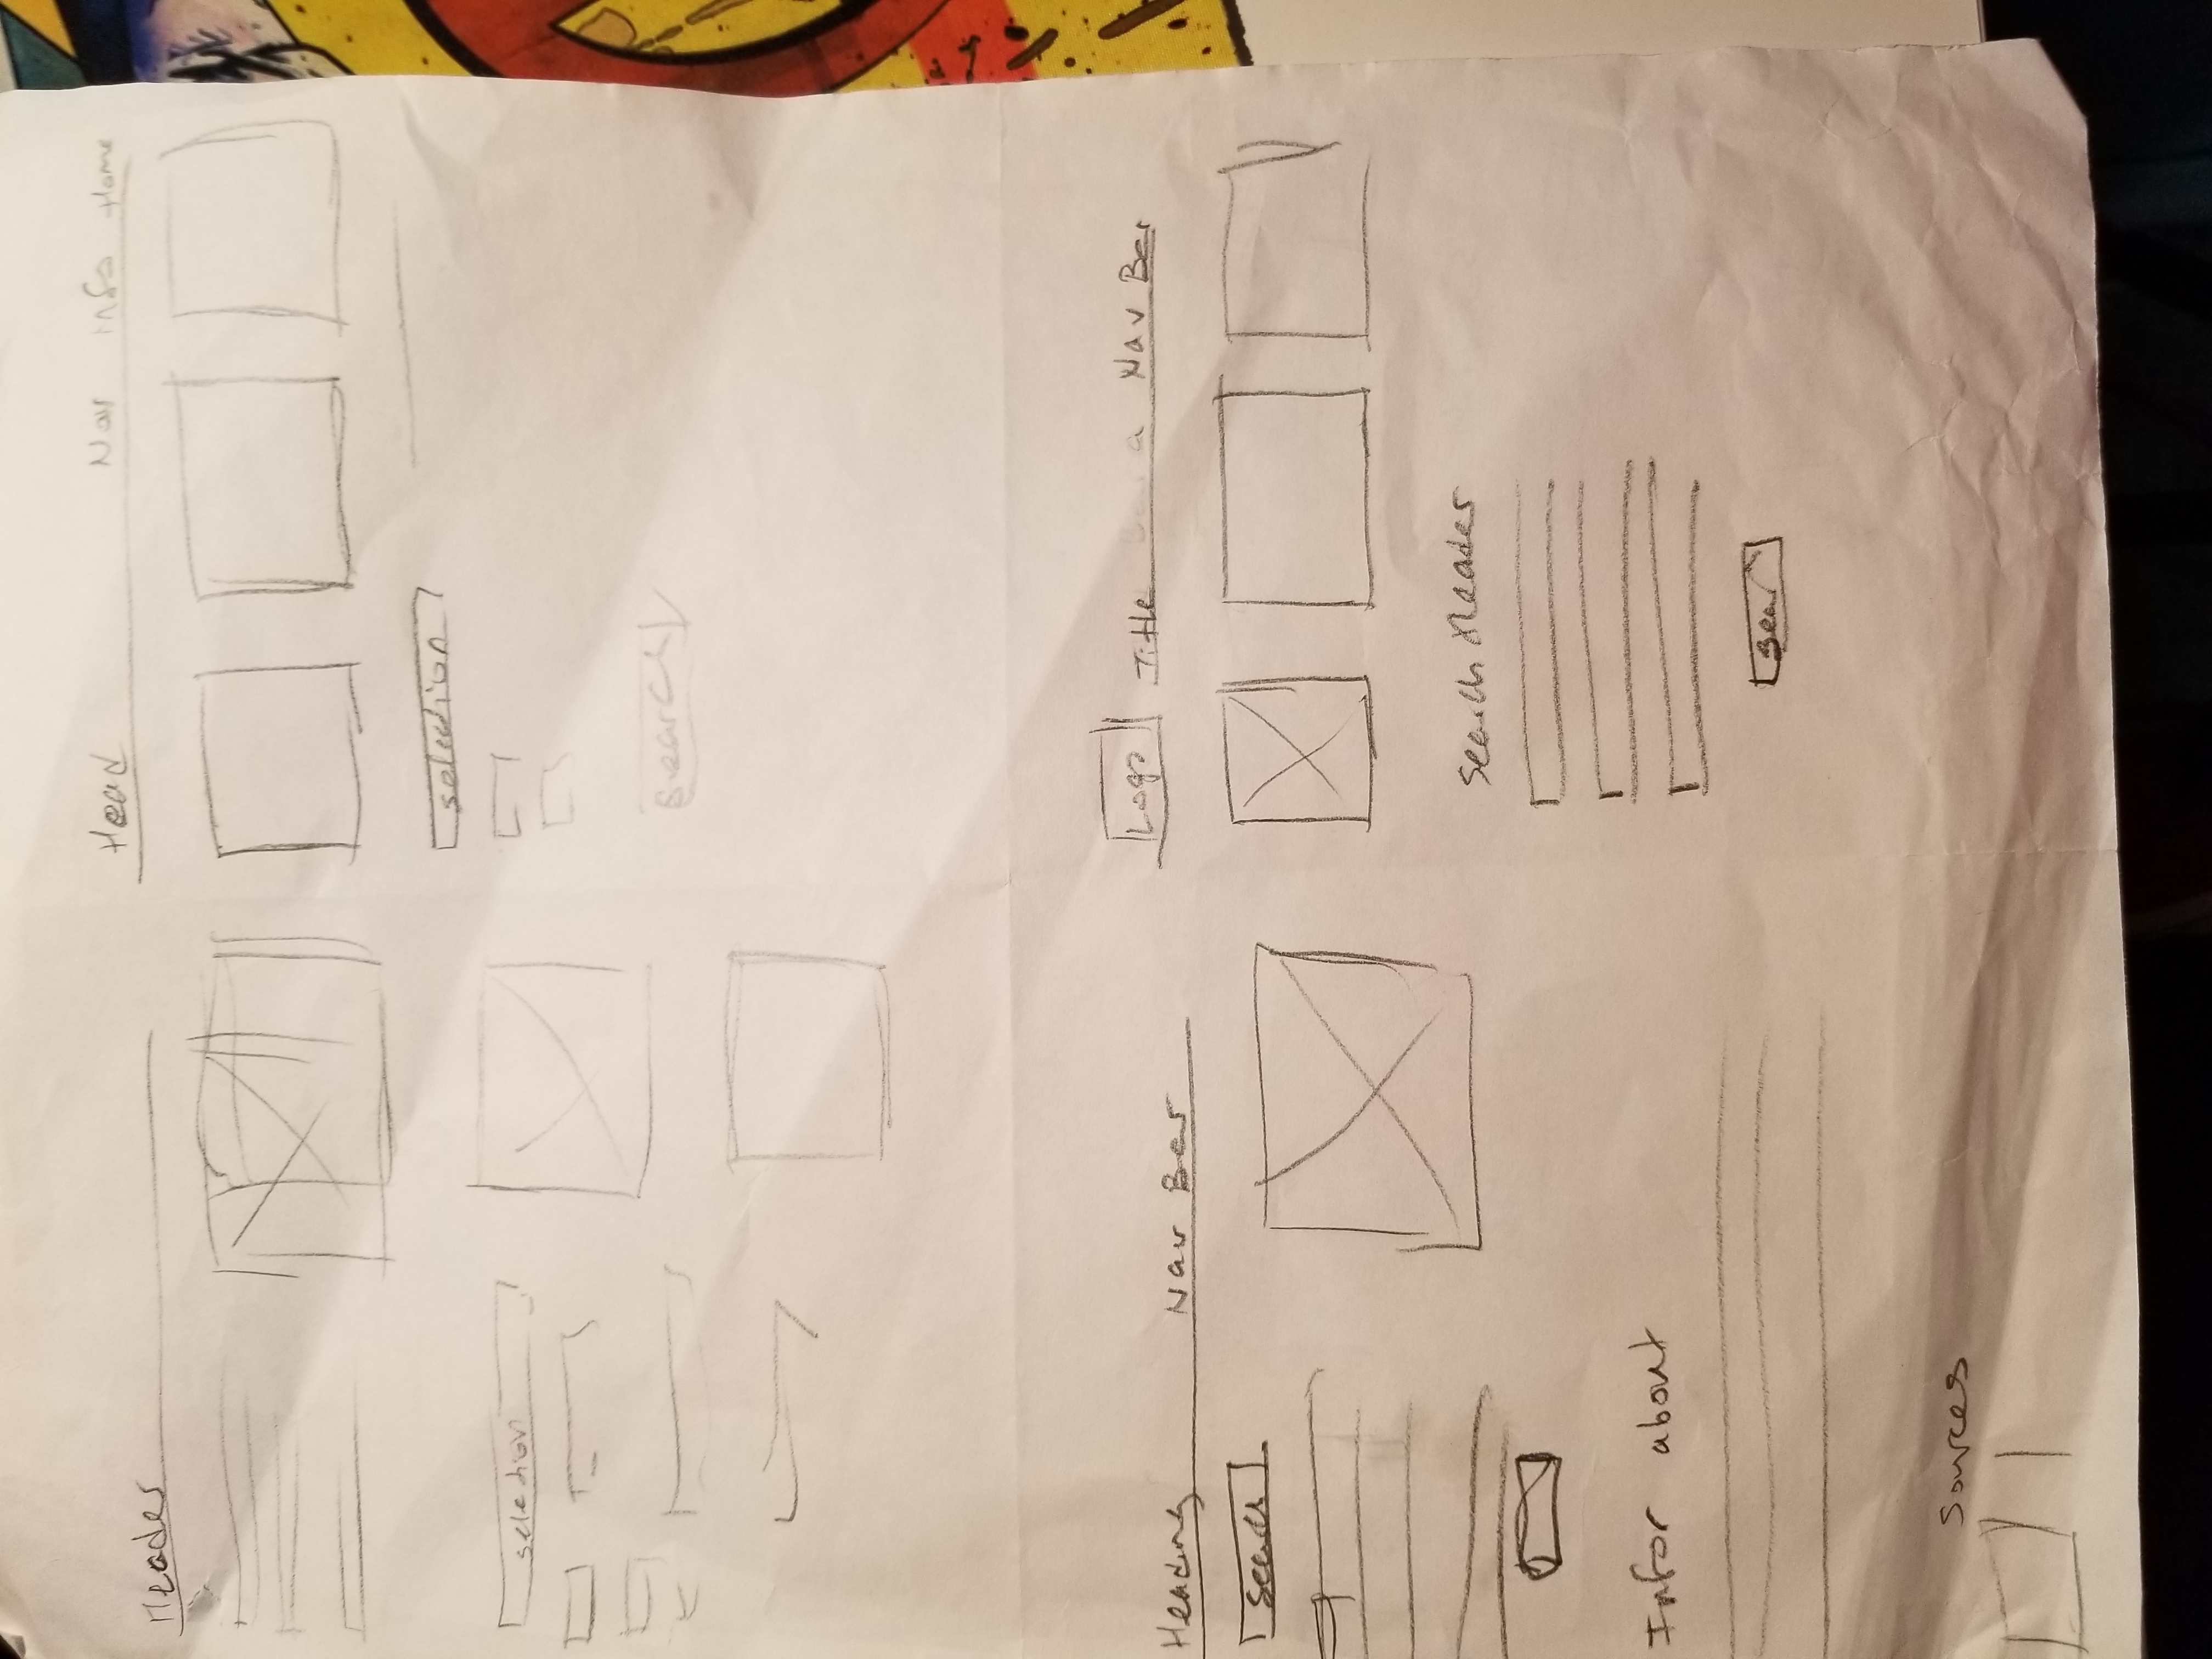 Header
selection
Head Nav Info Home
selection
Search
Heading Nav Bar
Search
Infor about
Sources
Logo Title Nav Bar
Search Header
Sear